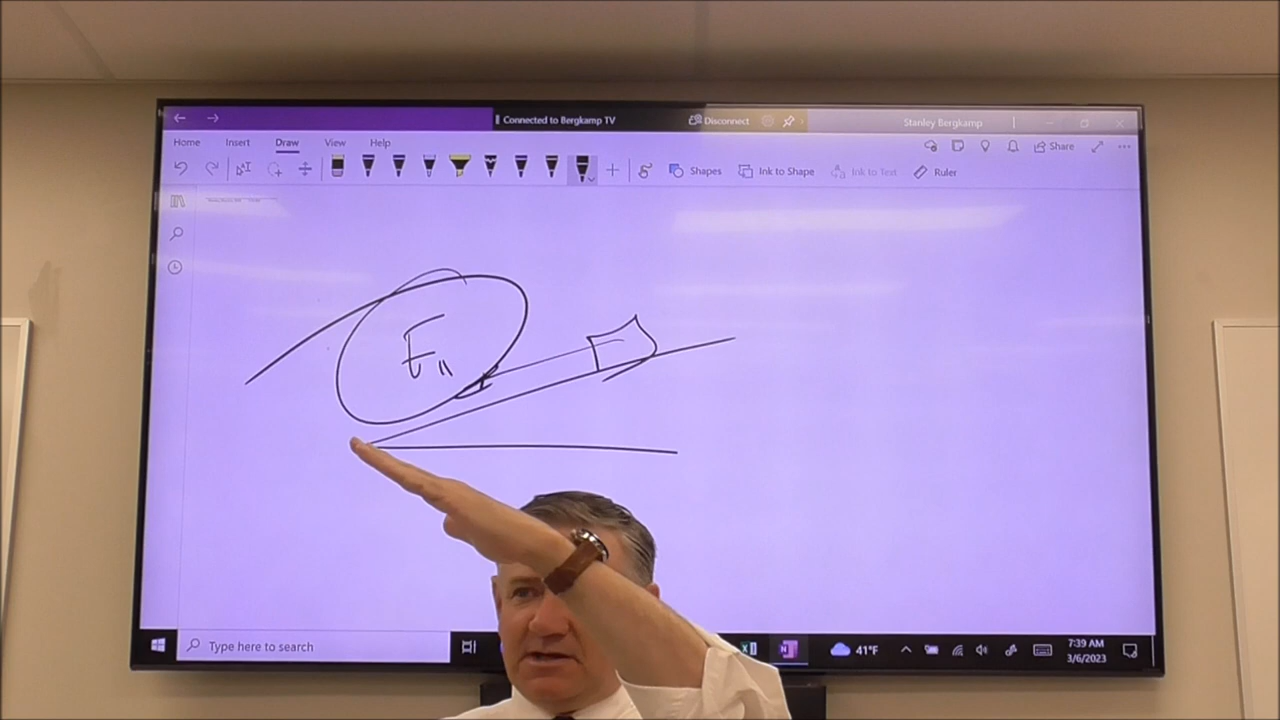 Connected to Bergkamp TV
Disconnect
Stanley Bergkamp
Home Insert Draw View Help
Share
Shapes
Ink to Shape
Ink to Text
Ruler
E11
Type here to search
41°F
7:39 AM
3/6/2023